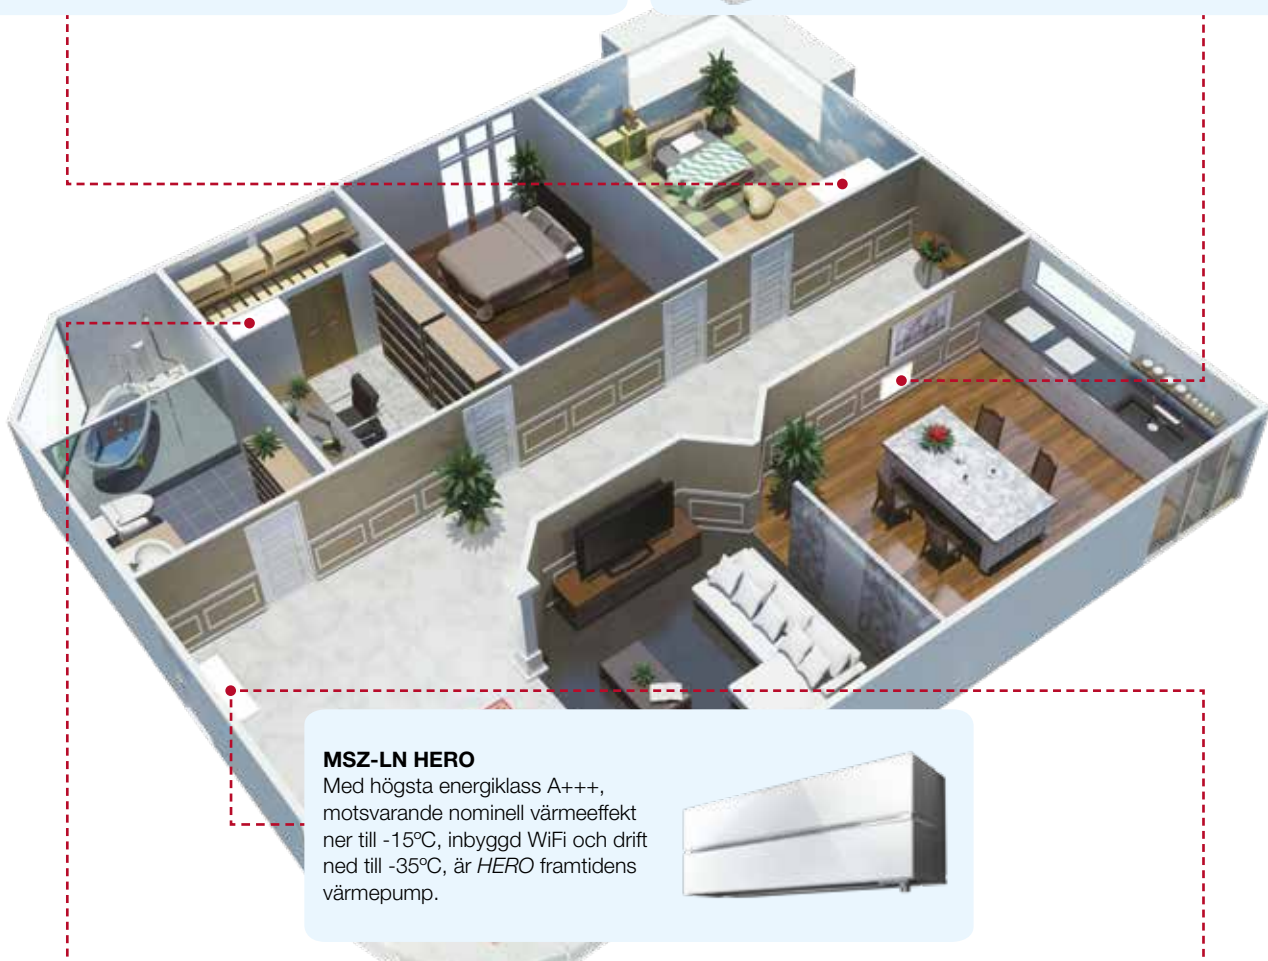 MSZ-LN HERO
Med högsta energiklass A+++,
motsvarande nominell värmeeffekt
ner till -15ºC, inbyggd WiFi och drift
ned till -35ºC, är HERO framtidens
värmepump.